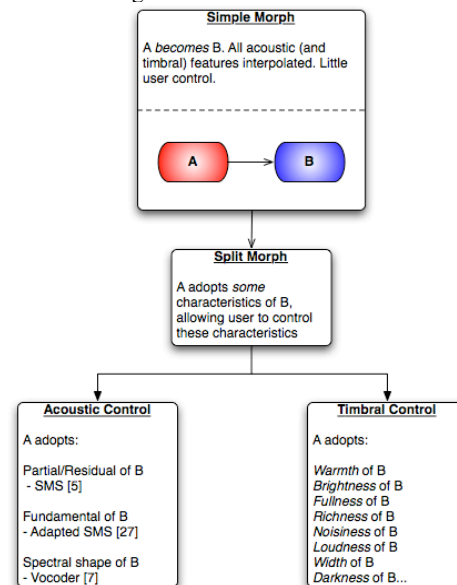 Simple Morph
A becomes B. All acoustic (and
timbral) features interpolated. Little
user control.
A
B
Split Morph
A adopts some
characteristics of B,
allowing user to control
these characteristics
Acoustic Control
A adopts:
Partial/Residual of B
- SMS [5]
Fundamental of B
- Adapted SMS [27]
Spectral shape of B
- Vocoder [7]
Timbral Control
A adopts:
Warmth of B
Brightness of B
Fullness of B
Richness of B
Noisiness of B
Loudness of B
Width of B
Darkness of B...